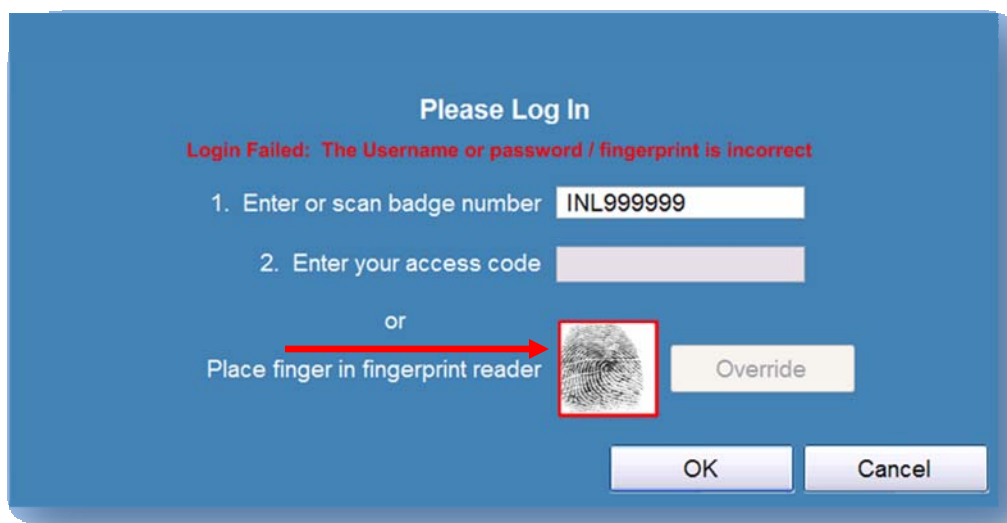 Please Log In
Login Failed: The Username or password / fingerprint is incorrect
1. Enter or scan badge number INL999999
2. Enter your access code
or
Place finger in fingerprint reader Override
OK Cancel